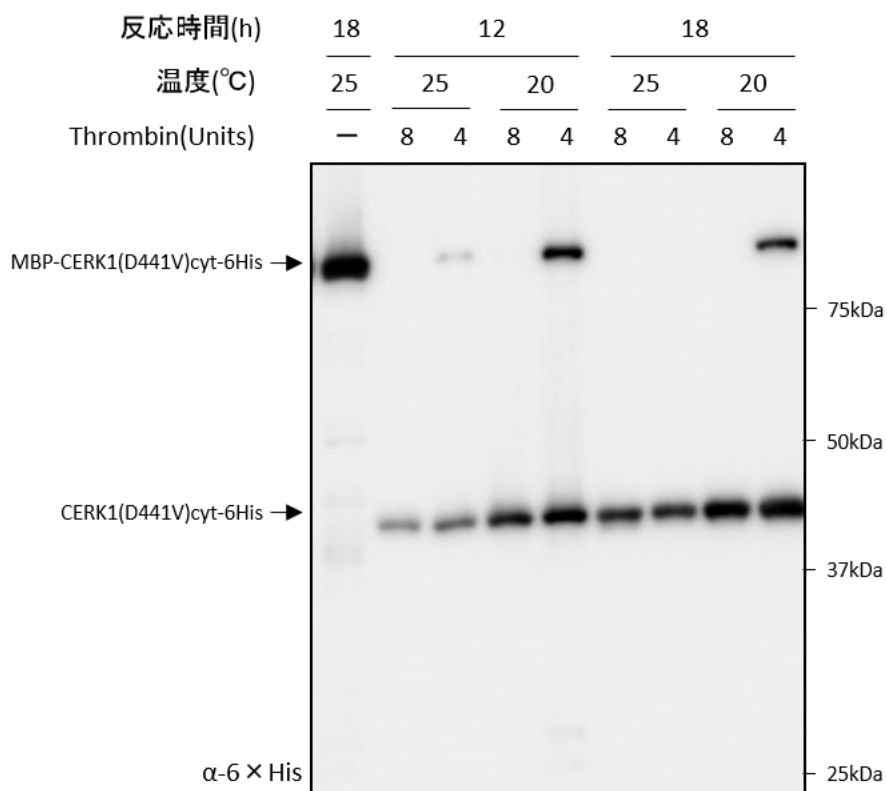 反応時間(h) 18 12 18
温度(℃) 25 25 20 25 20
Thrombin(Units) − 8 4 8 4 8 4 8 4
MBP-CERK1(D441V)cyt-6His
75kDa
50kDa
CERK1(D441V)cyt-6His
37kDa
α-6×His
25kDa